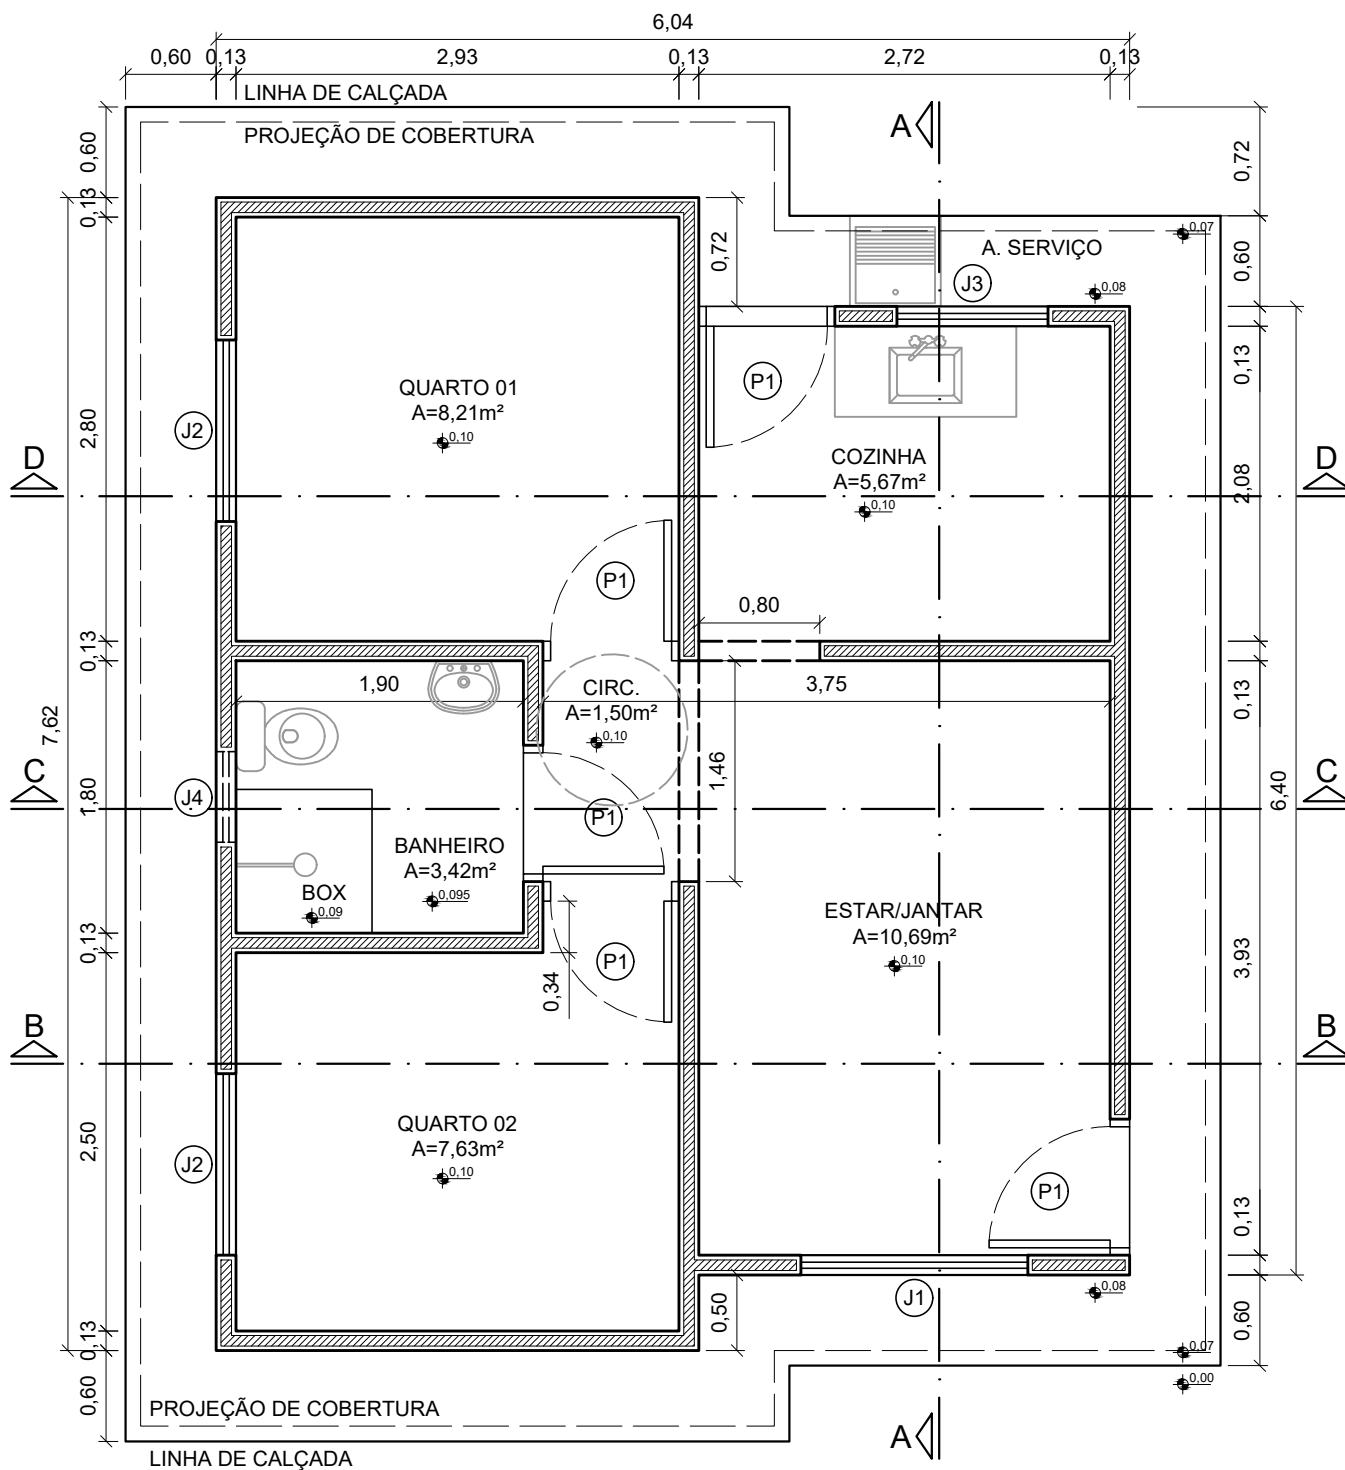 6,04
0,60 0,13 2,93 0,13 2,72 0,13
LINHA DE CALÇADA
PROJEÇÃO DE COBERTURA
A
0,60
0,72
0,13
0,72
0,07
A. SERVIÇO
0,60
J3
0,08
QUARTO 01
A=8,21m²
0,10
P1
0,13
J2
2,80
COZINHA
A=5,67m²
0,10
D
D
2,08
P1
0,80
0,13
1,90
CIRC.
A=1,50m²
0,10
3,75
0,13
7,62
1,46
C
C
J4
1,80
P1
6,40
BANHEIRO
A=3,42m²
0,095
BOX
0,09
ESTAR/JANTAR
A=10,69m²
0,10
0,13
P1
0,34
3,93
B
B
QUARTO 02
A=7,63m²
0,10
2,50
J2
P1
0,13
J1
0,08
0,50
0,60
0,13
0,07
0,00
0,60
PROJEÇÃO DE COBERTURA
A
LINHA DE CALÇADA